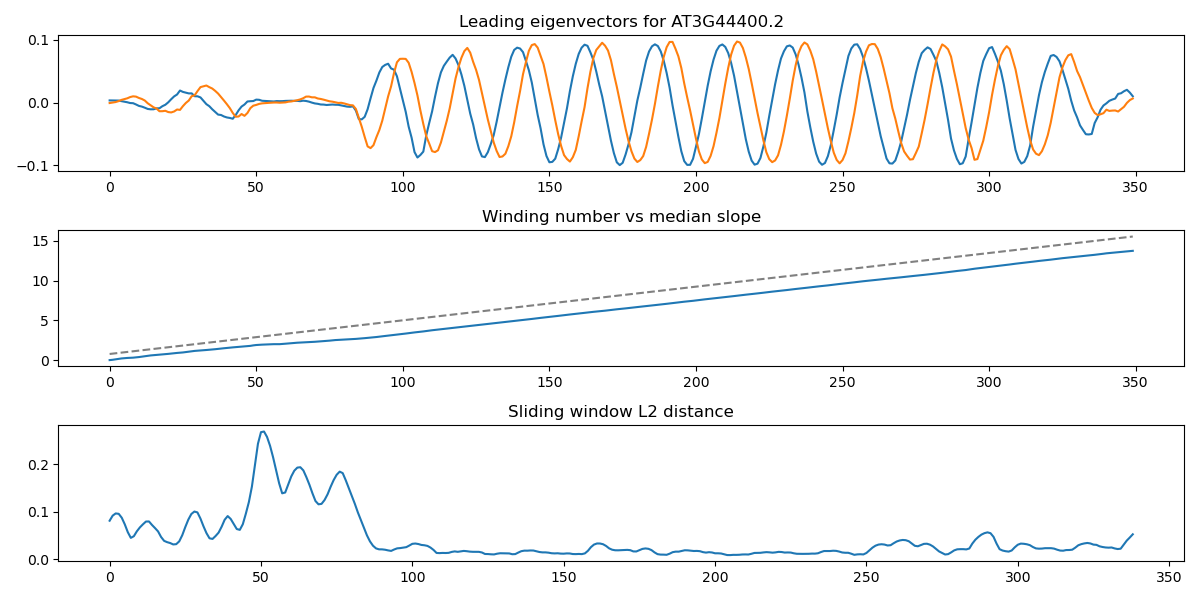 Leading eigenvectors for AT3G44400.2
0.1
0.0
−0.1
0 50 100 150 200 250 300 350
Winding number vs median slope
15
10
5
0
0 50 100 150 200 250 300 350
Sliding window L2 distance
0.2
0.1
0.0
0 50 100 150 200 250 300 350